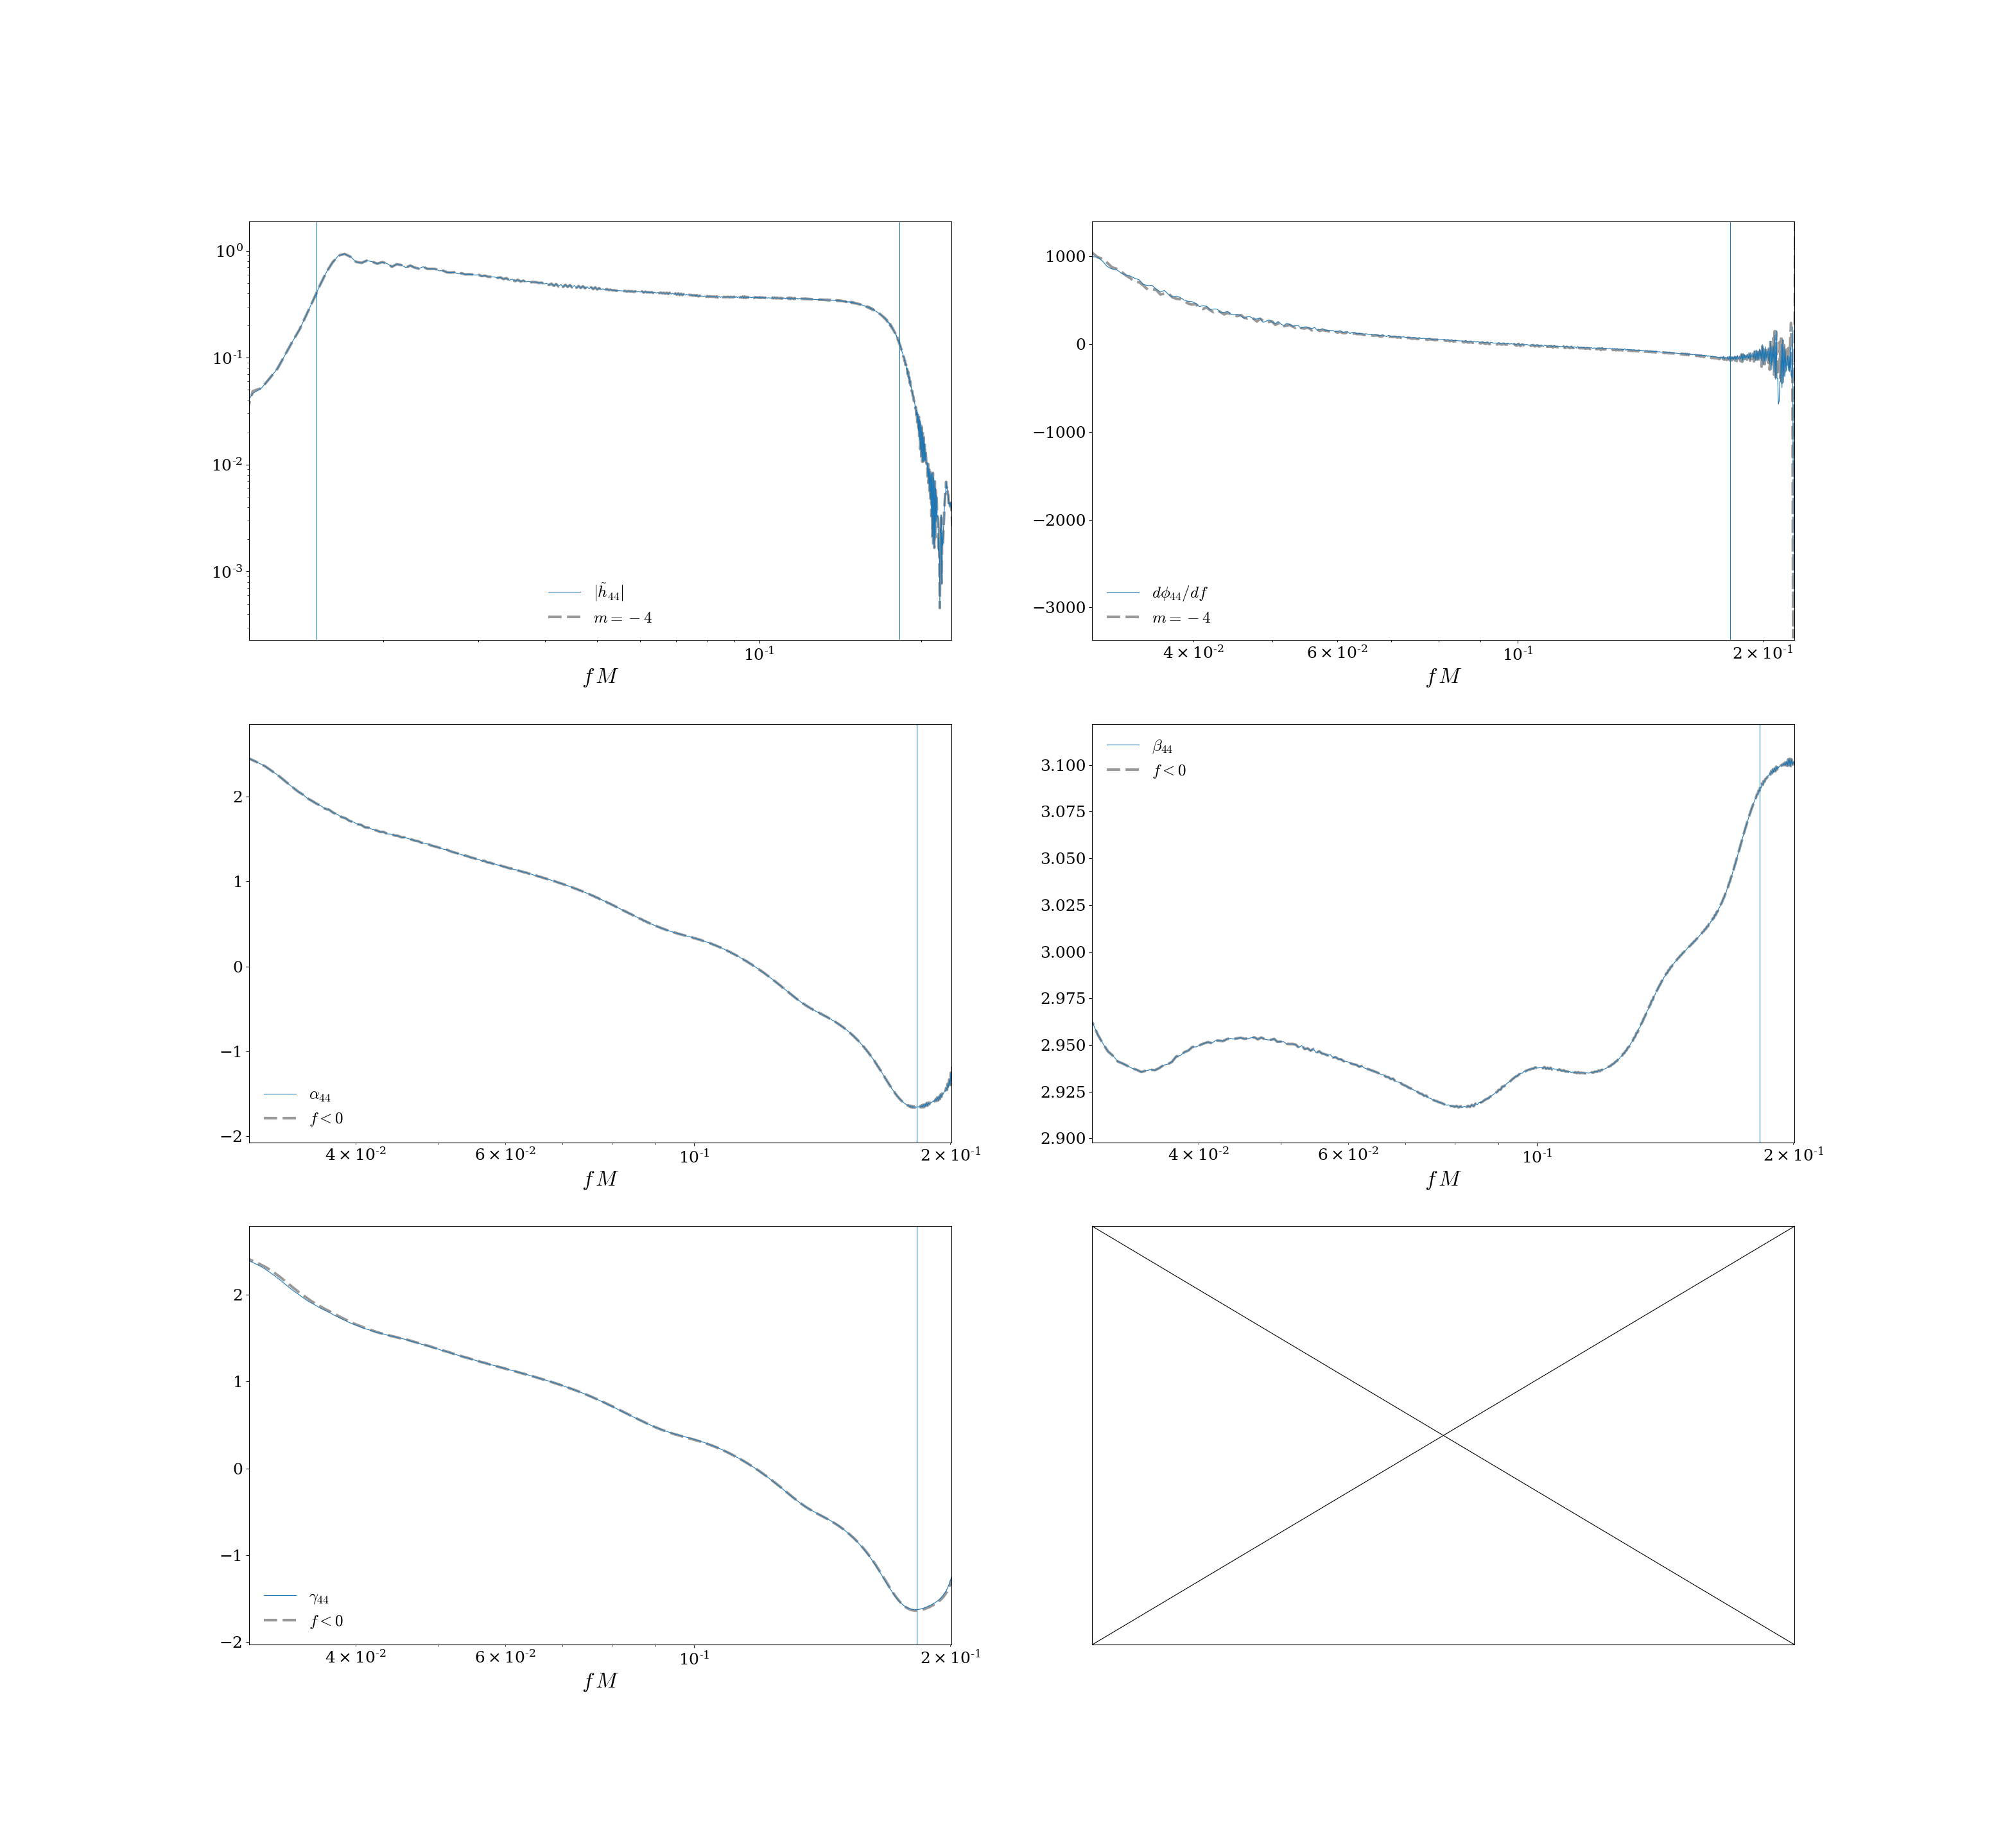 10⁰
10⁻¹
10⁻²
10⁻³
|h̃₄₄|
m = − 4
10⁻¹
f M
1000
0
−1000
−2000
−3000
dϕ₄₄/df
m = − 4
4 × 10⁻² 6 × 10⁻² 10⁻¹ 2 × 10⁻¹
f M
2
1
0
−1
−2
α₄₄
f < 0
4 × 10⁻² 6 × 10⁻² 10⁻¹ 2 × 10⁻¹
f M
β₄₄
f < 0
3.100
3.075
3.050
3.025
3.000
2.975
2.950
2.925
2.900
4 × 10⁻² 6 × 10⁻² 10⁻¹ 2 × 10⁻¹
f M
2
1
0
−1
−2
γ₄₄
f < 0
4 × 10⁻² 6 × 10⁻² 10⁻¹ 2 × 10⁻¹
f M